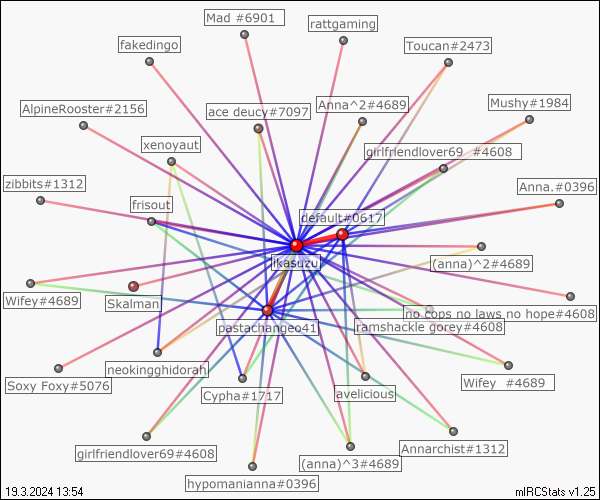 Mad #6901
rattgaming
fakedingo
Toucan#2473
AlpineRooster#2156
ace deucy#7097
Anna^2#4689
Mushy#1984
xenoyaut
girlfriendlover69 #4608
zibbits#1312
frisout
Anna.#0396
default#0617
ikasuzu
(anna)^2#4689
Wifey#4689
Skalman
no cops no laws no hope#4608
pastachangeo41
ramshackle gorey#4608
neokingghidorah
Soxy Foxy#5076
Cypha#1717
avelicious
Wifey #4689
girlfriendlover69#4608
(anna)^3#4689
Annarchist#1312
hypomanianna#0396
19.3.2024 13:54
mIRCStats v1.25